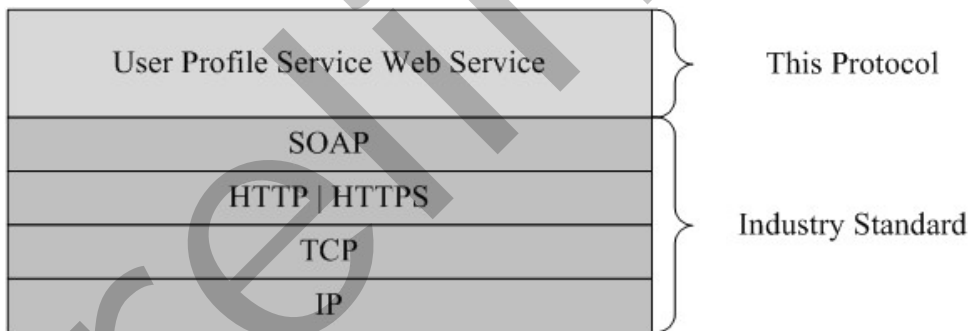 User Profile Service Web Service
This Protocol
SOAP
HTTP | HTTPS
TCP
IP
Industry Standard